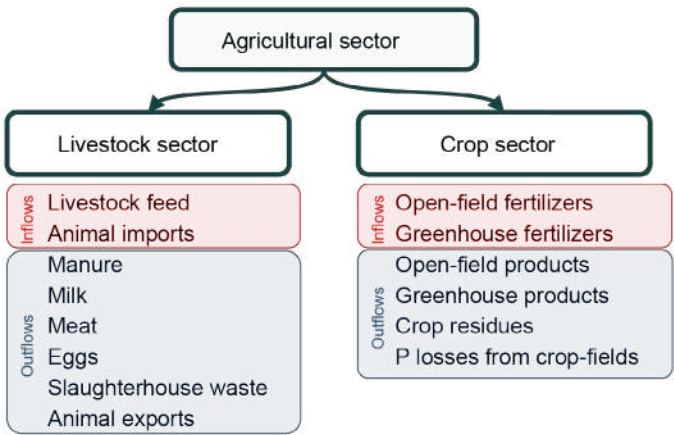 Agricultural sector
Livestock sector
Inflows
Livestock feed
Animal imports
Outflows
Manure
Milk
Meat
Eggs
Slaughterhouse waste
Animal exports
Crop sector
Inflows
Open-field fertilizers
Greenhouse fertilizers
Outflows
Open-field products
Greenhouse products
Crop residues
P losses from crop-fields